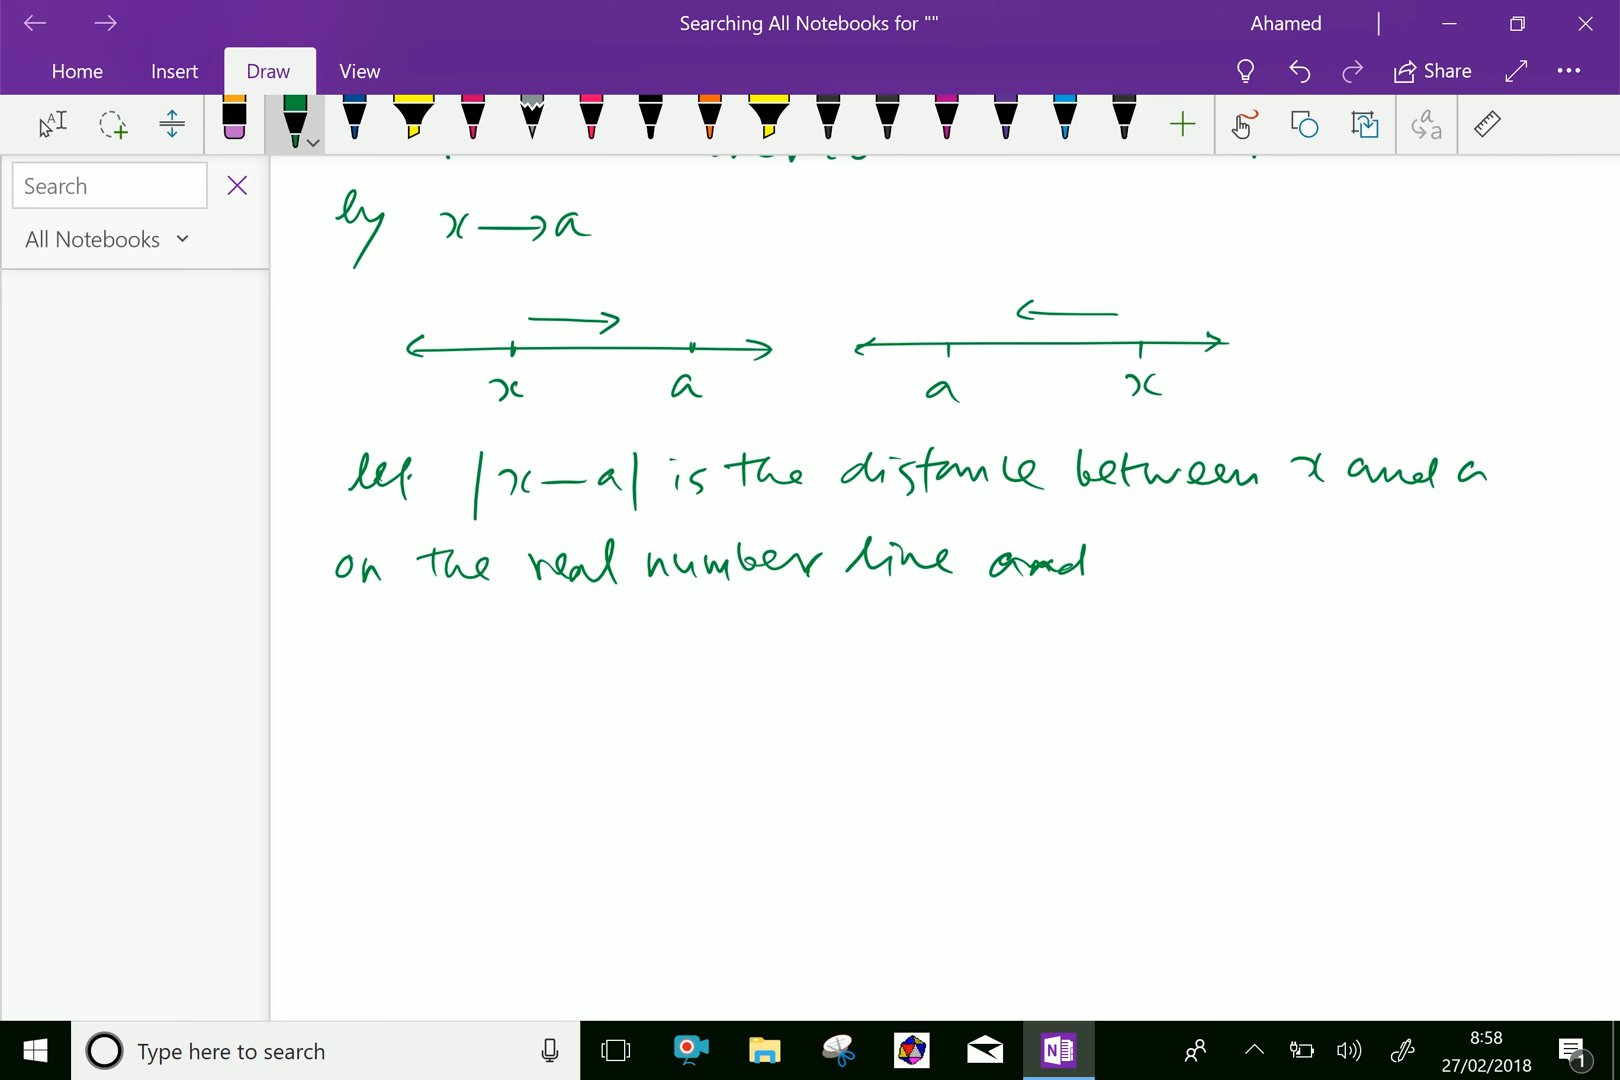 Searching All Notebooks for ""
Ahamed
Home Insert Draw View
Share
Search
All Notebooks
by x → a
x a
a x
let |x - a| is the distance between x and a
on the real number line and
Type here to search
8:58
27/02/2018
1